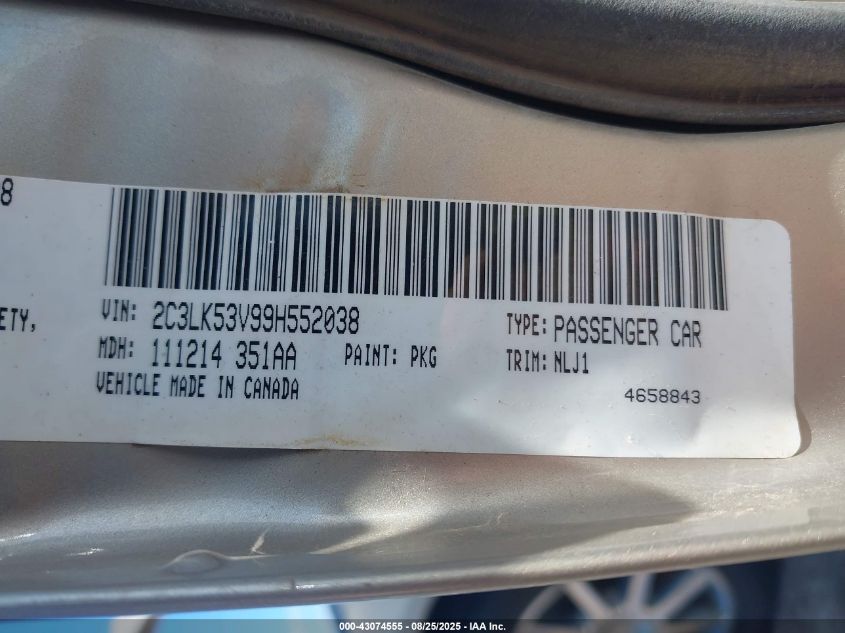 8
ETY,
VIN: 2C3LK53V99H552038 TYPE: PASSENGER CAR
MDH: 111214 351AA PAINT: PKG TRIM: NLJ1
VEHICLE MADE IN CANADA 4658843
000-43074555 - 08/25/2025 - IAA Inc.